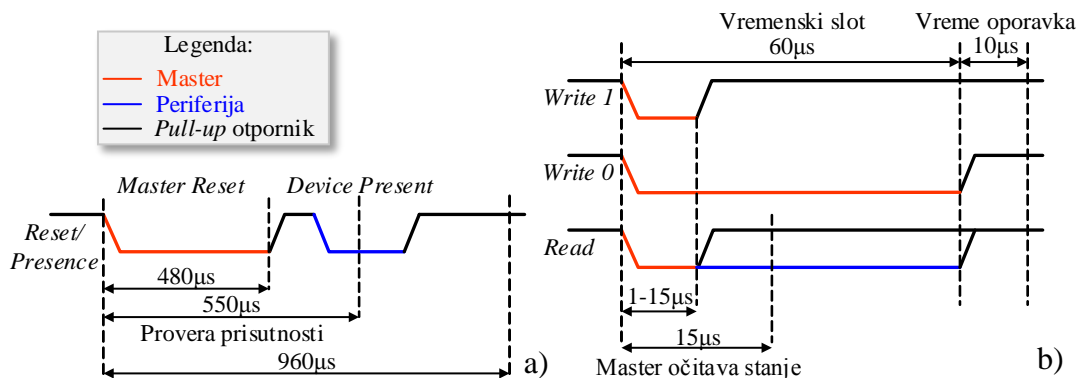 Legenda:
Master
Periferija
Pull-up otpornik
Master Reset
Device Present
Reset/
Presence
480μs
550μs
Provera prisutnosti
960μs
a)
Vremenski slot
60μs
Vreme oporavka
10μs
Write 1
Write 0
Read
1-15μs
15μs
Master očitava stanje
b)